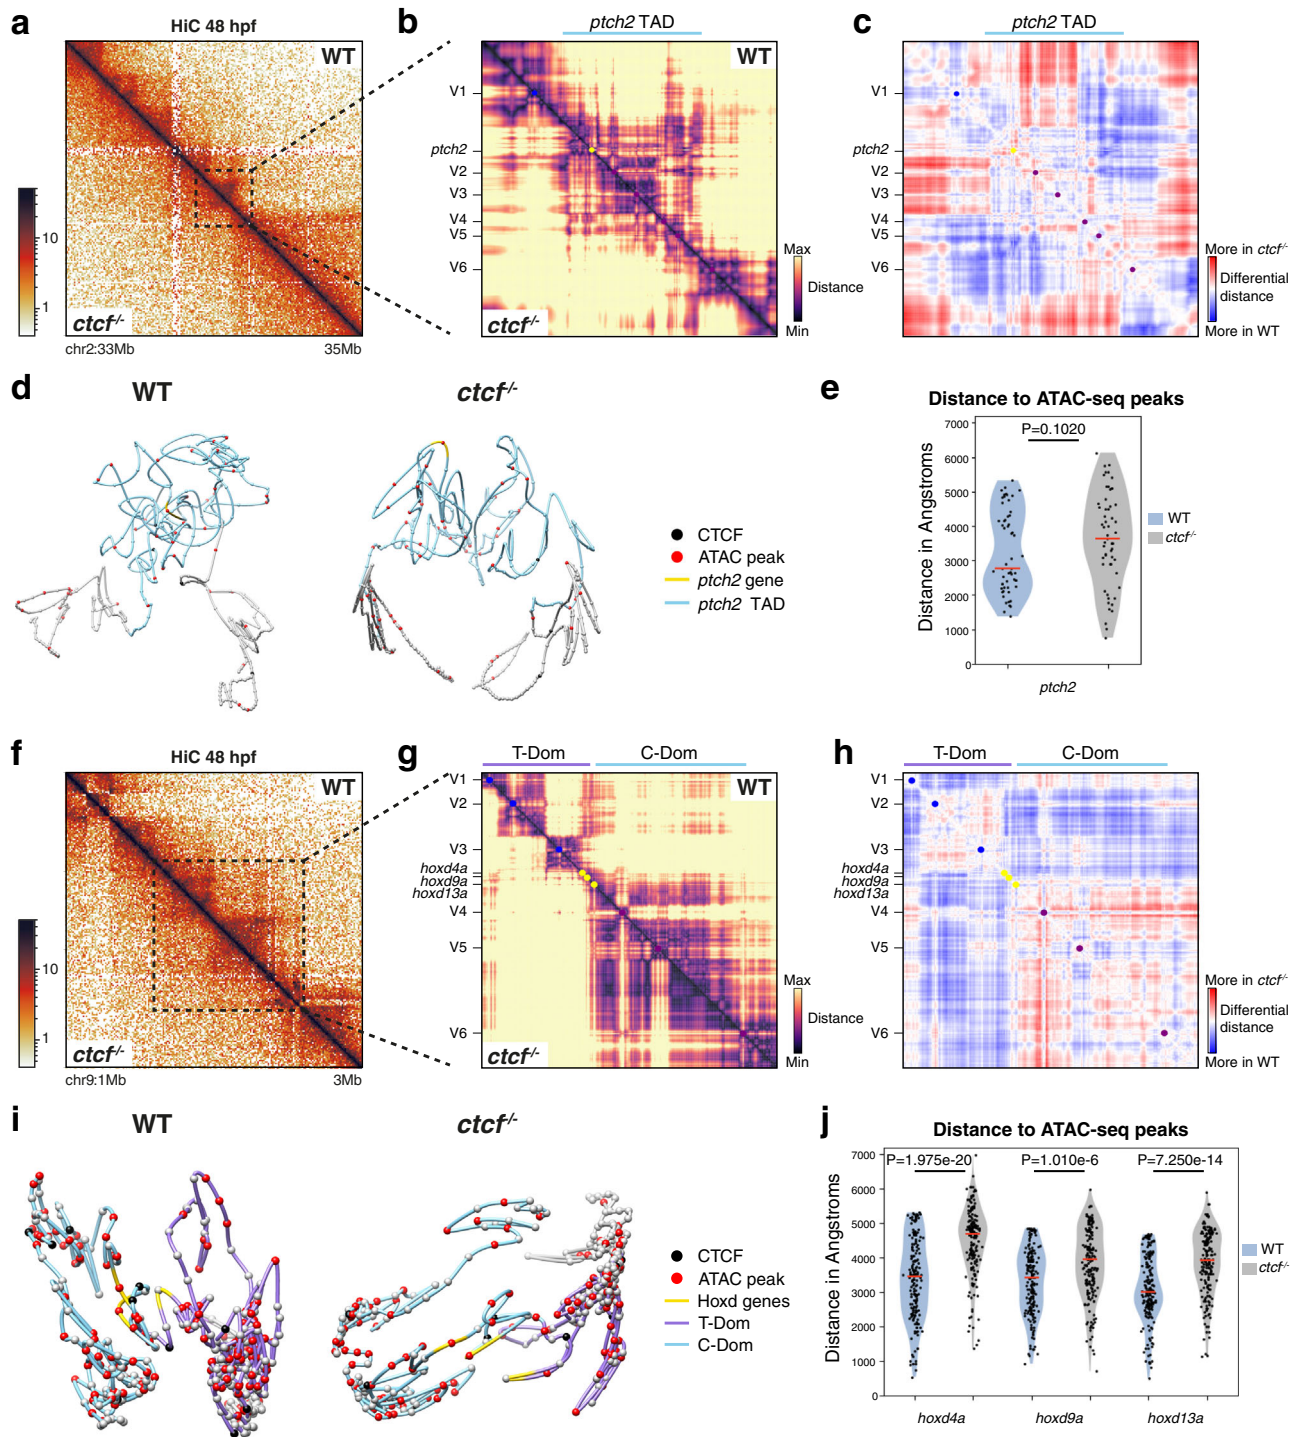 a
HiC 48 hpf
WT
ctcf-/-
10
1
chr2:33Mb
35Mb
b
ptch2 TAD
WT
V1
ptch2
V2
V3
V4
V5
V6
Max
Distance
Min
ctcf-/-
c
ptch2 TAD
V1
ptch2
V2
V3
V4
V5
V6
More in ctcf-/-
Differential
distance
More in WT
d
WT
ctcf-/-
CTCF
ATAC peak
ptch2 gene
ptch2 TAD
e
Distance to ATAC-seq peaks
P=0.1020
Distance in Angstroms
7000
6000
5000
4000
3000
2000
1000
0
ptch2
WT
ctcf-/-
f
HiC 48 hpf
WT
ctcf-/-
10
1
chr9:1Mb
3Mb
g
T-Dom
C-Dom
WT
V1
V2
V3
hoxd4a
hoxd9a
hoxd13a
V4
V5
V6
Max
Distance
Min
ctcf-/-
h
T-Dom
C-Dom
V1
V2
V3
hoxd4a
hoxd9a
hoxd13a
V4
V5
V6
More in ctcf-/-
Differential
distance
More in WT
i
WT
ctcf-/-
CTCF
ATAC peak
Hoxd genes
T-Dom
C-Dom
j
Distance to ATAC-seq peaks
P=1.975e-20
P=1.010e-6
P=7.250e-14
Distance in Angstroms
7000
6000
5000
4000
3000
2000
1000
0
hoxd4a
hoxd9a
hoxd13a
WT
ctcf-/-